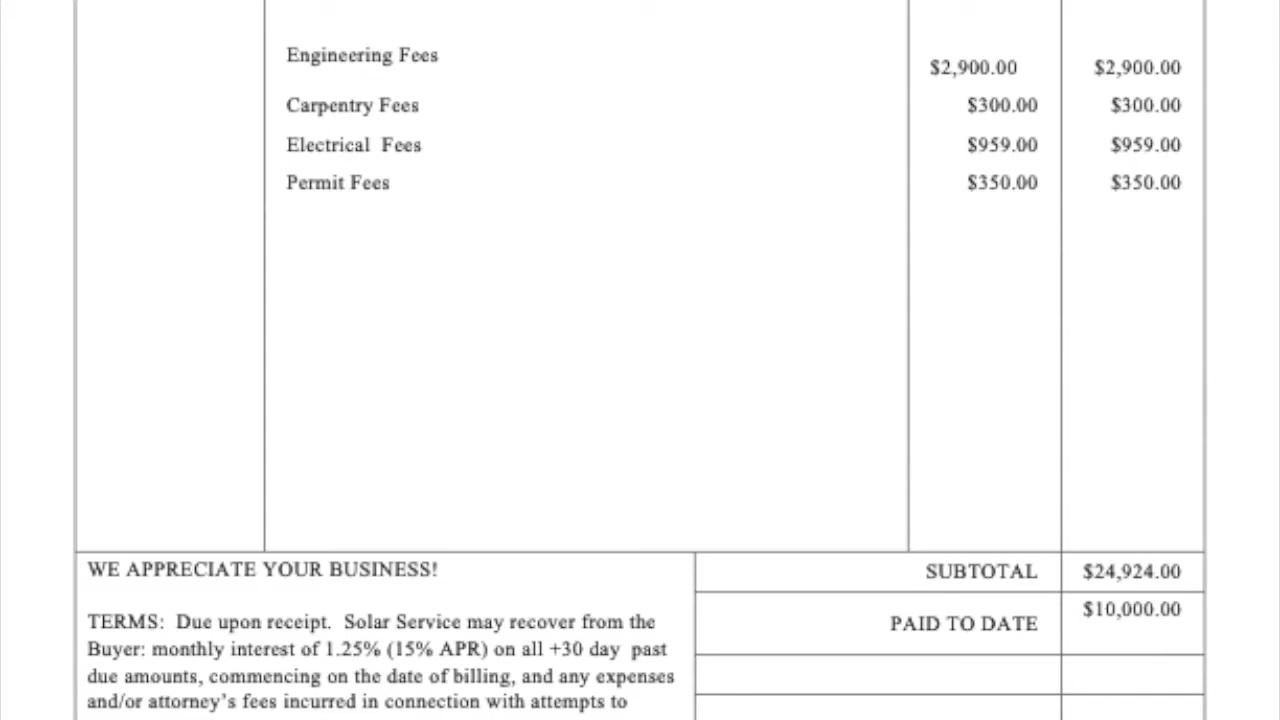 Engineering Fees $2,900.00 $2,900.00
Carpentry Fees $300.00 $300.00
Electrical Fees $959.00 $959.00
Permit Fees $350.00 $350.00
WE APPRECIATE YOUR BUSINESS!
SUBTOTAL $24,924.00
PAID TO DATE $10,000.00
TERMS: Due upon receipt. Solar Service may recover from the
Buyer: monthly interest of 1.25% (15% APR) on all +30 day past
due amounts, commencing on the date of billing, and any expenses
and/or attorney's fees incurred in connection with attempts to